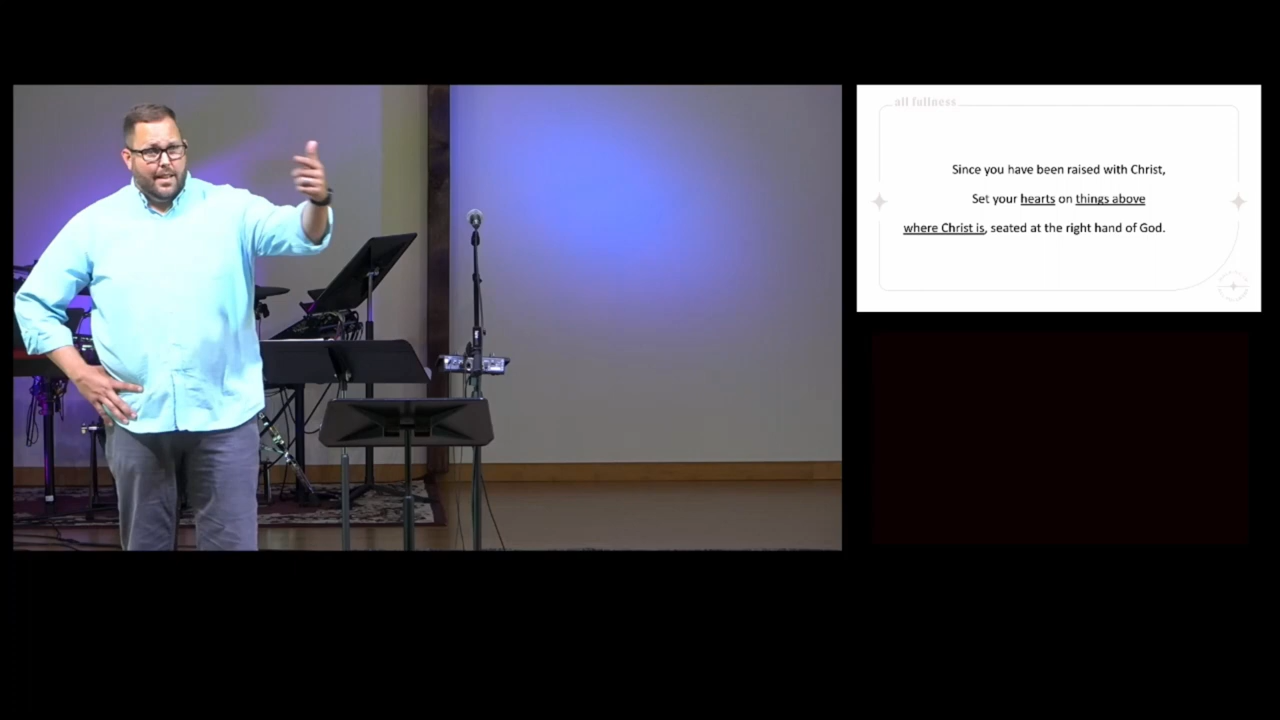 all fullness
Since you have been raised with Christ,
Set your hearts on things above
where Christ is, seated at the right hand of God.